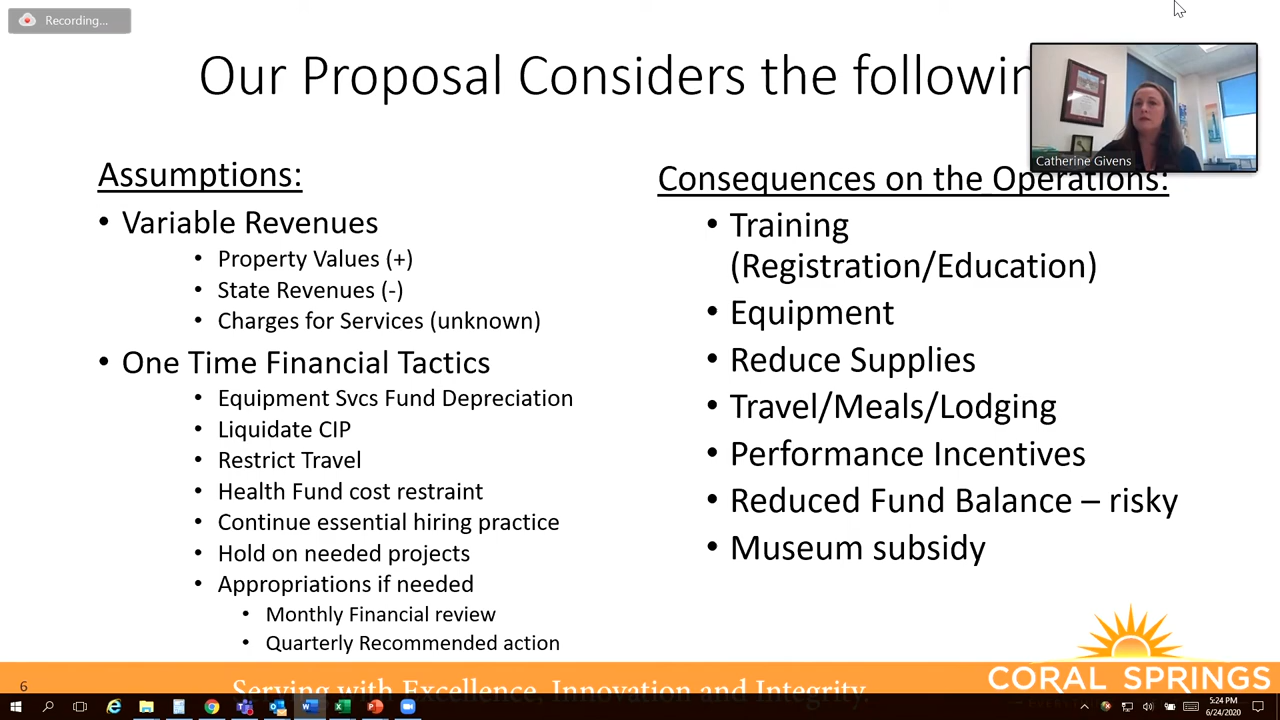 Recording...
Our Proposal Considers the followin
Catherine Givens
Assumptions:
• Variable Revenues
• Property Values (+)
• State Revenues (-)
• Charges for Services (unknown)
• One Time Financial Tactics
• Equipment Svcs Fund Depreciation
• Liquidate CIP
• Restrict Travel
• Health Fund cost restraint
• Continue essential hiring practice
• Hold on needed projects
• Appropriations if needed
• Monthly Financial review
• Quarterly Recommended action
Consequences on the Operations:
• Training
(Registration/Education)
• Equipment
• Reduce Supplies
• Travel/Meals/Lodging
• Performance Incentives
• Reduced Fund Balance – risky
• Museum subsidy
6
Serving with Excellence, Innovation and Integrity.
CORAL SPRINGS
5:24 PM
6/24/2020